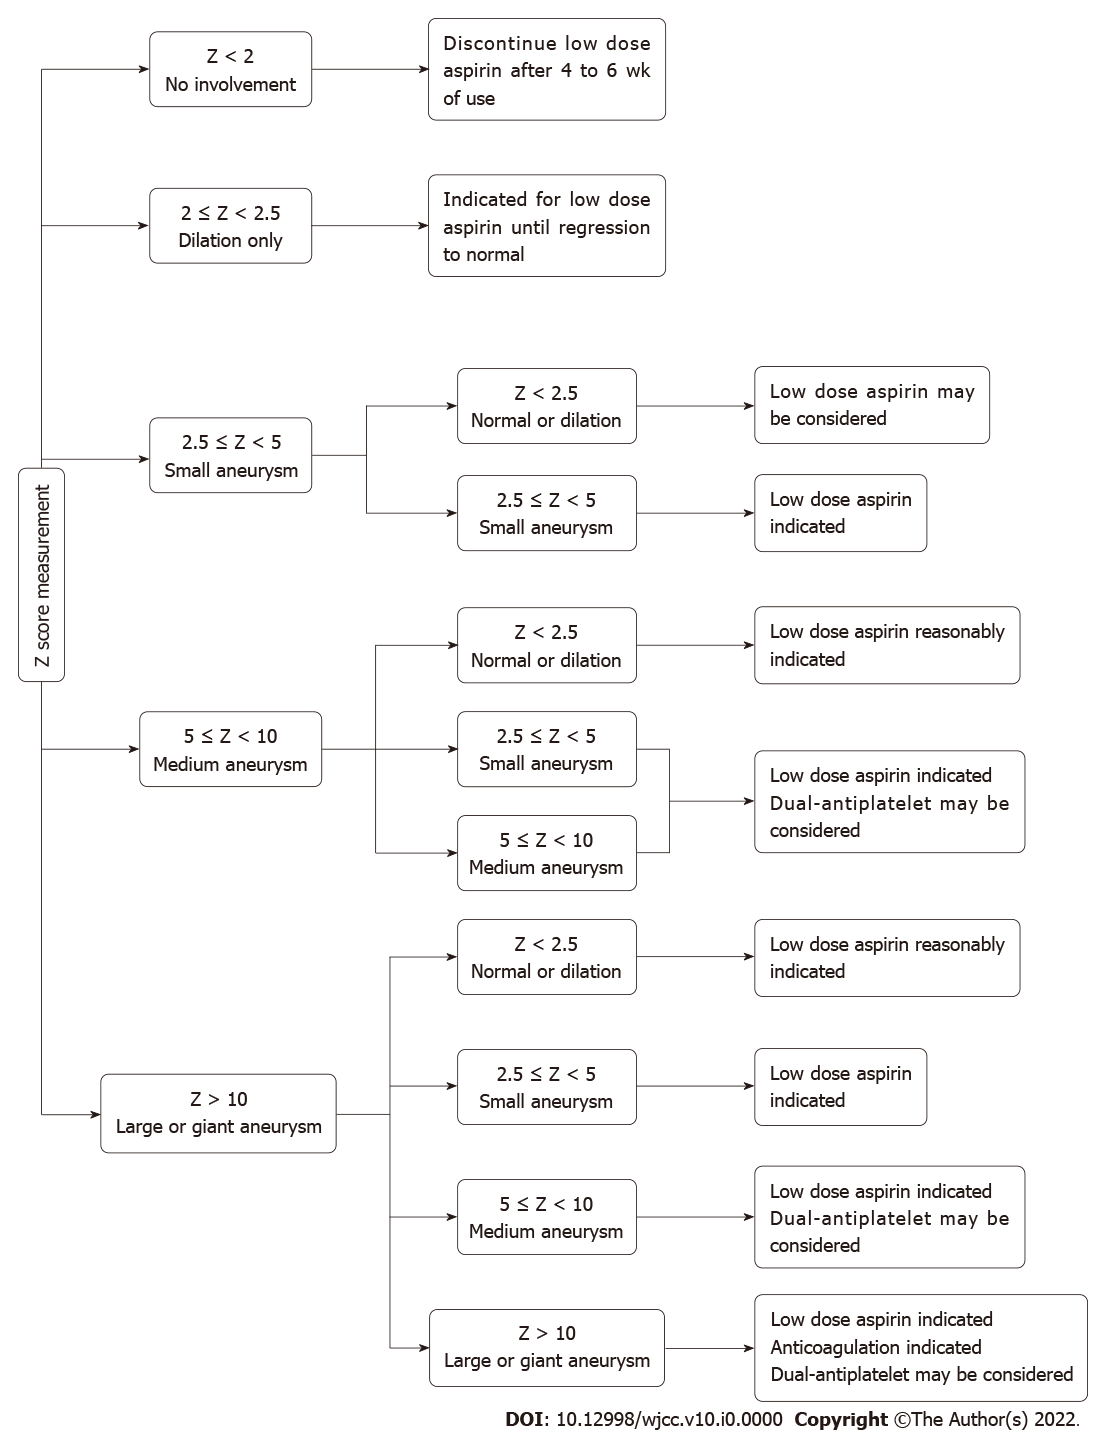 Z < 2
No involvement
Discontinue low dose
aspirin after 4 to 6 wk
of use
2 ≤ Z < 2.5
Dilation only
Indicated for low dose
aspirin until regression
to normal
Z score measurement
2.5 ≤ Z < 5
Small aneurysm
Z < 2.5
Normal or dilation
Low dose aspirin may
be considered
2.5 ≤ Z < 5
Small aneurysm
Low dose aspirin
indicated
5 ≤ Z < 10
Medium aneurysm
Z < 2.5
Normal or dilation
Low dose aspirin reasonably
indicated
2.5 ≤ Z < 5
Small aneurysm
5 ≤ Z < 10
Medium aneurysm
Low dose aspirin indicated
Dual-antiplatelet may be
considered
Z > 10
Large or giant aneurysm
Z < 2.5
Normal or dilation
Low dose aspirin reasonably
indicated
2.5 ≤ Z < 5
Small aneurysm
Low dose aspirin
indicated
5 ≤ Z < 10
Medium aneurysm
Low dose aspirin indicated
Dual-antiplatelet may be
considered
Z > 10
Large or giant aneurysm
Low dose aspirin indicated
Anticoagulation indicated
Dual-antiplatelet may be considered
DOI: 10.12998/wjcc.v10.i0.0000 Copyright ©The Author(s) 2022.